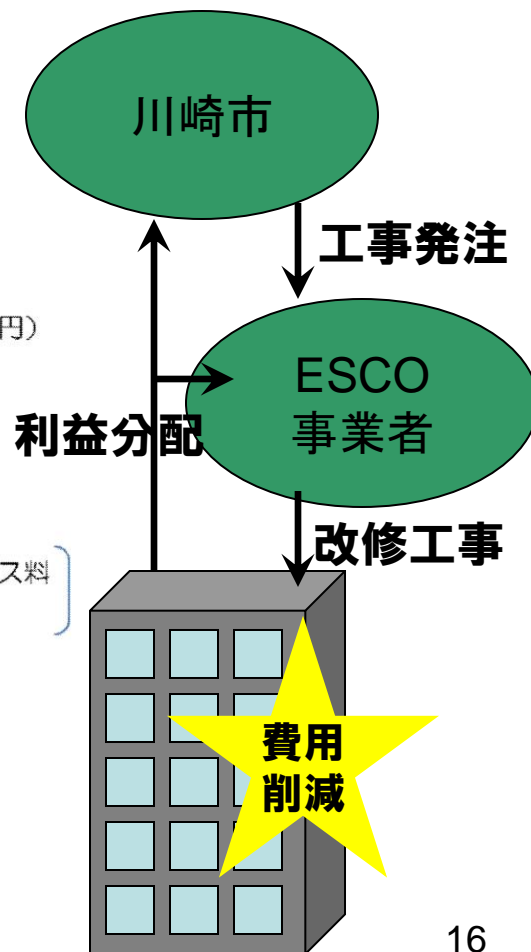 川崎市
工事発注
円）
ESCO
事業者
利益分配
改修工事
ス料
費用
削減
16